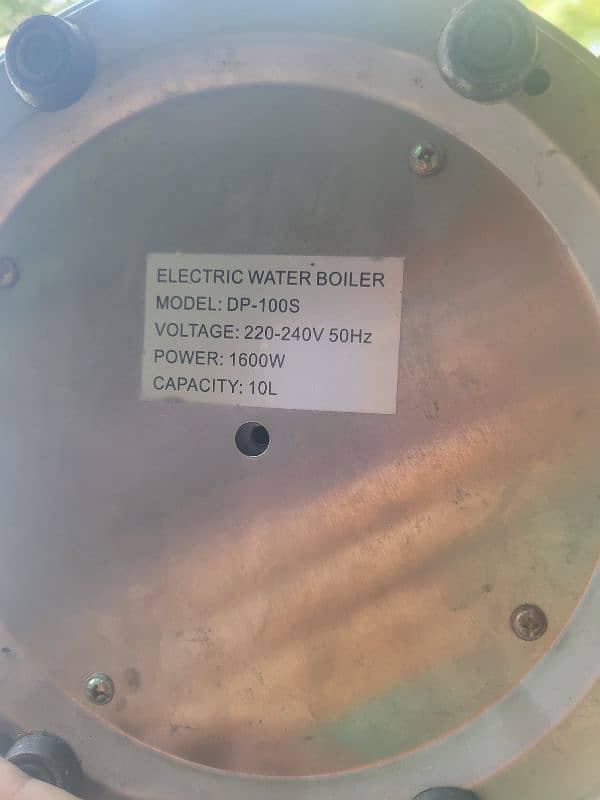 ELECTRIC WATER BOILER
MODEL: DP-100S
VOLTAGE: 220-240V 50Hz
POWER: 1600W
CAPACITY: 10L